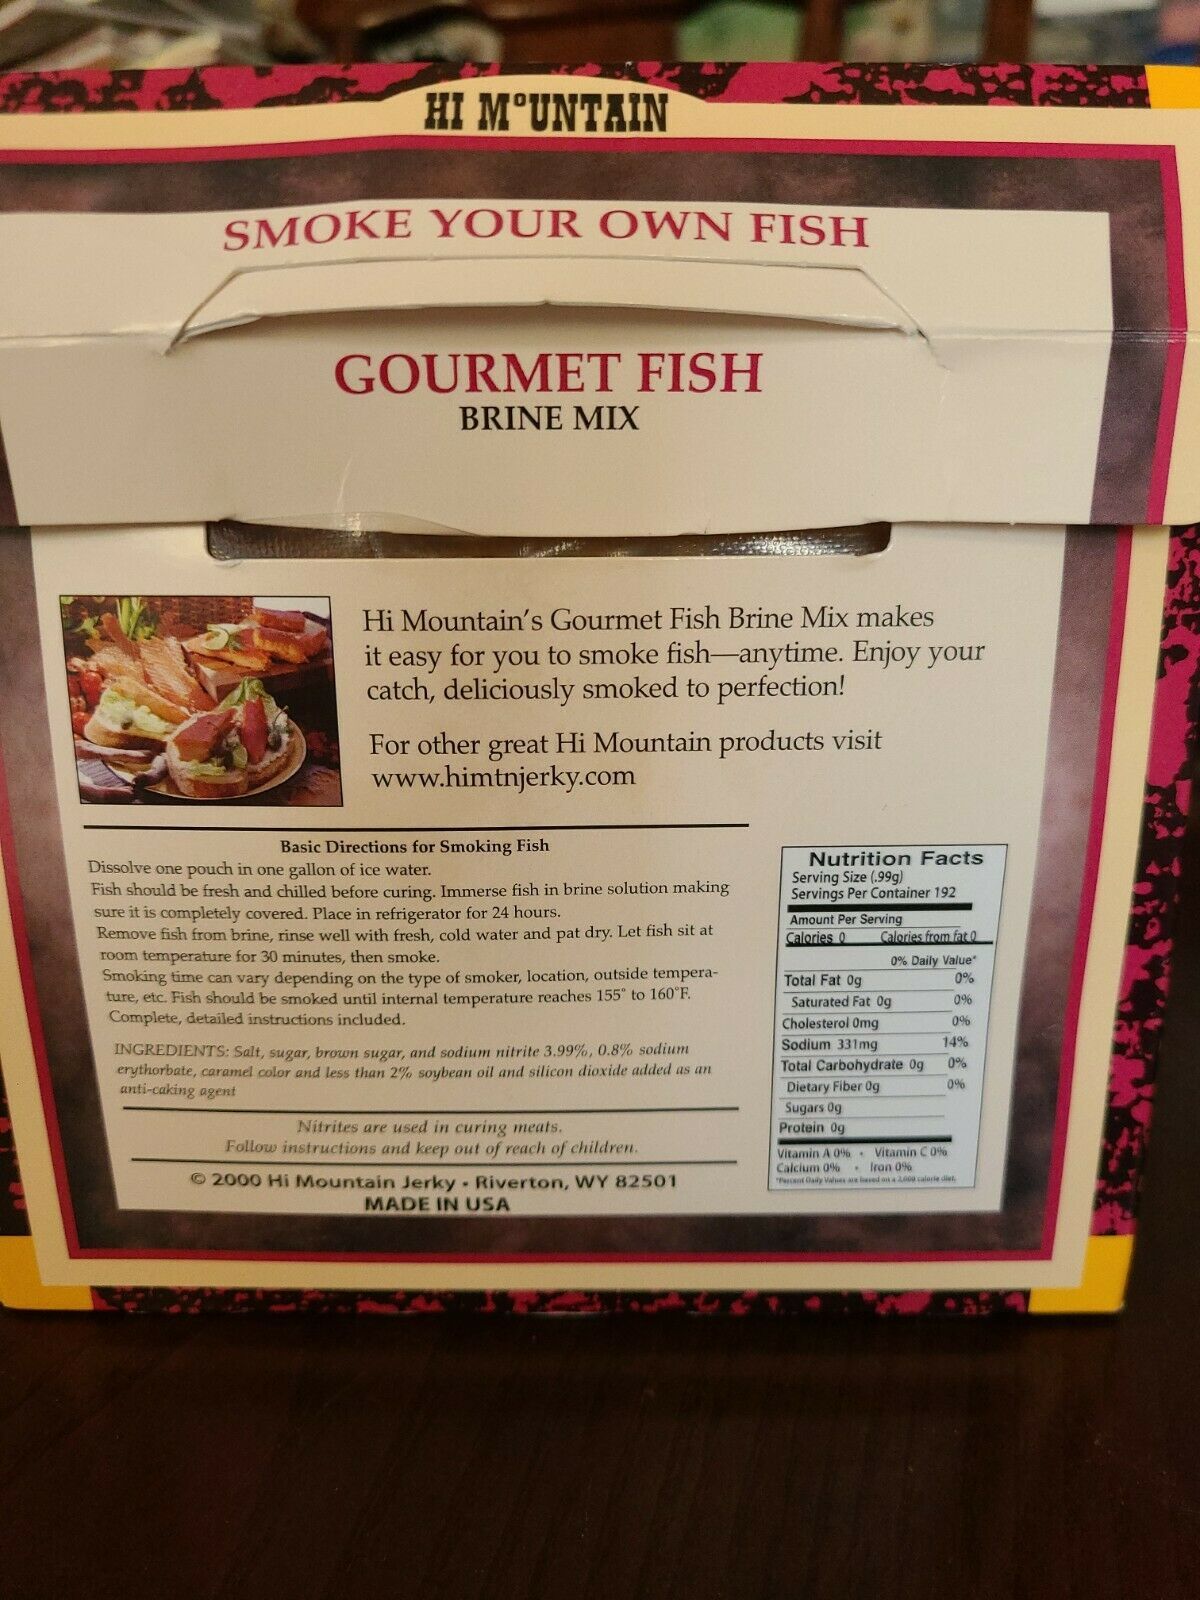 HI MOUNTAIN
SMOKE YOUR OWN FISH
GOURMET FISH
BRINE MIX
Hi Mountain's Gourmet Fish Brine Mix makes
it easy for you to smoke fish—anytime. Enjoy your
catch, deliciously smoked to perfection!
For other great Hi Mountain products visit
www.himtnjerky.com
Basic Directions for Smoking Fish
Dissolve one pouch in one gallon of ice water.
Fish should be fresh and chilled before curing. Immerse fish in brine solution making
sure it is completely covered. Place in refrigerator for 24 hours.
Remove fish from brine, rinse well with fresh, cold water and pat dry. Let fish sit at
room temperature for 30 minutes, then smoke.
Smoking time can vary depending on the type of smoker, location, outside tempera-
ture, etc. Fish should be smoked until internal temperature reaches 155˚ to 160˚F.
Complete, detailed instructions included.
INGREDIENTS: Salt, sugar, brown sugar, and sodium nitrite 3.99%, 0.8% sodium
erythorbate, caramel color and less than 2% soybean oil and silicon dioxide added as an
anti-caking agent
Nitrites are used in curing meats.
Follow instructions and keep out of reach of children.
© 2000 Hi Mountain Jerky • Riverton, WY 82501
MADE IN USA
Nutrition Facts
Serving Size (.99g)
Servings Per Container 192
Amount Per Serving
Calories 0 Calories from fat 0
0% Daily Value*
Total Fat 0g 0%
Saturated Fat 0g 0%
Cholesterol 0mg 0%
Sodium 331mg 14%
Total Carbohydrate 0g 0%
Dietary Fiber 0g 0%
Sugars 0g
Protein 0g
Vitamin A 0% • Vitamin C 0%
Calcium 0% • Iron 0%
*Percent Daily Values are based on a 2,000 calorie diet.